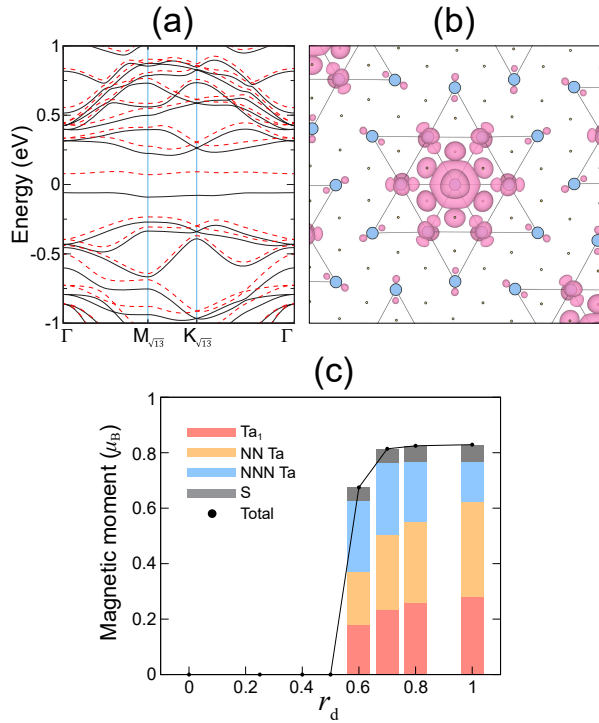 (a)
(b)
Energy (eV)
1
0.5
0
-0.5
-1
Γ
M√13
K√13
Γ
(c)
Magnetic moment (μB)
0.8
0.6
0.4
0.2
0
Ta1
NN Ta
NNN Ta
S
Total
0
0.2
0.4
0.6
0.8
1
rd